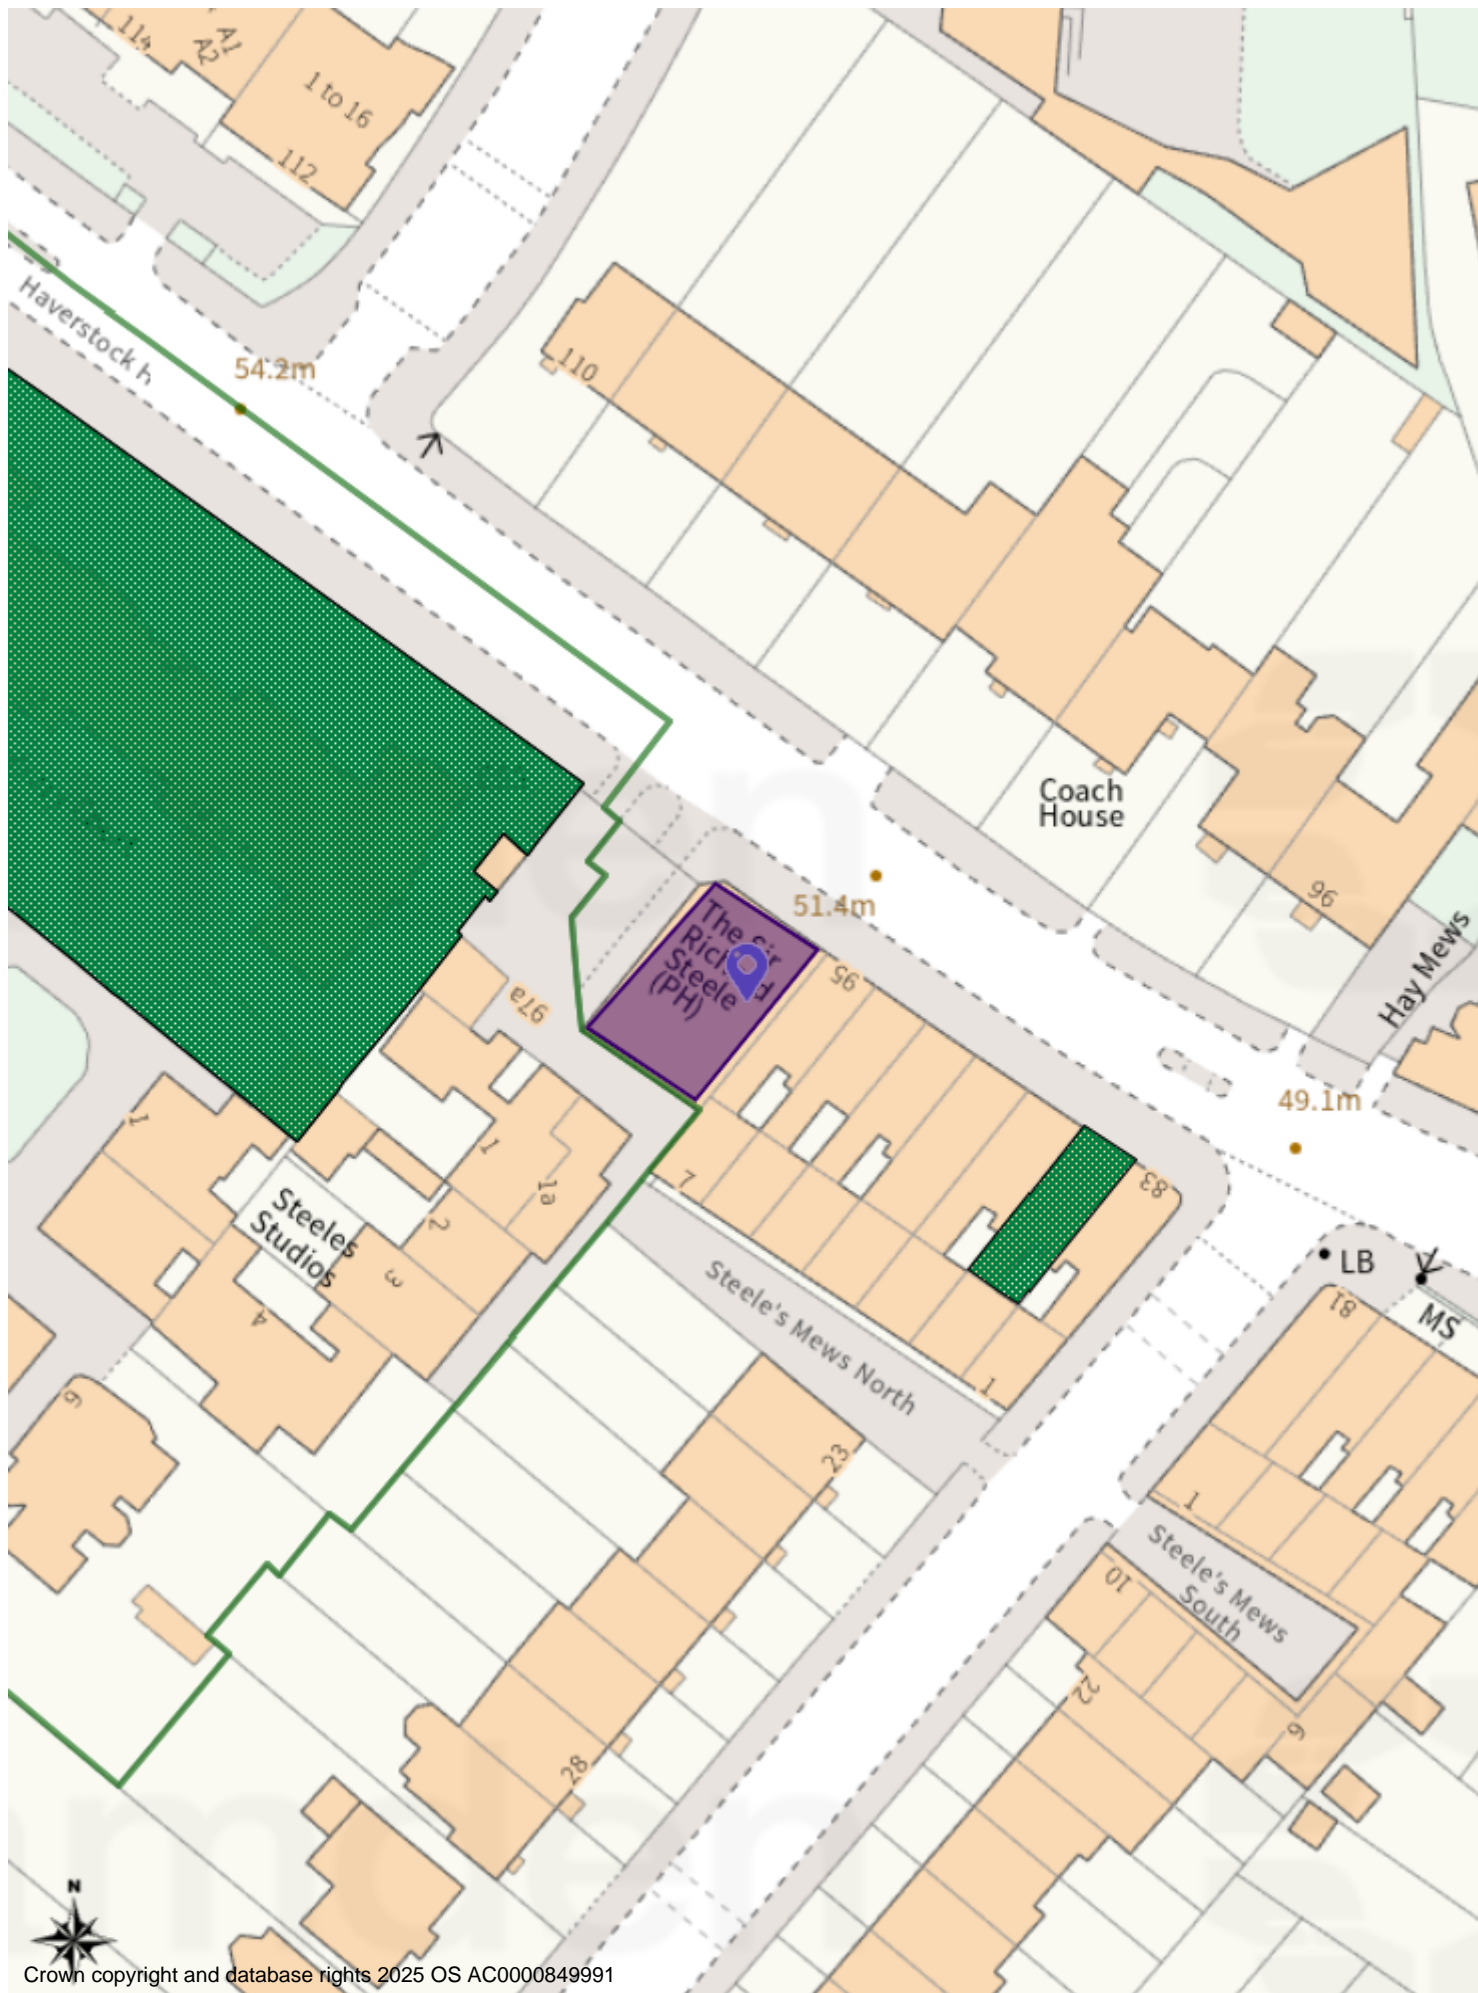 114
A1
A2
1 to 16
112
Haverstock H
54.2m
110
Coach
House
96
Hay Mews
51.4m
The Sir
Richard
Steele
(PH)
95
97a
49.1m
83
1
1
1a
7
2
Steeles
Studios
3
4
Steele's Mews North
LB
81
MS
1
9
23
1
Steele's Mews
South
10
22
9
28
N
Crown copyright and database rights 2025 OS AC0000849991